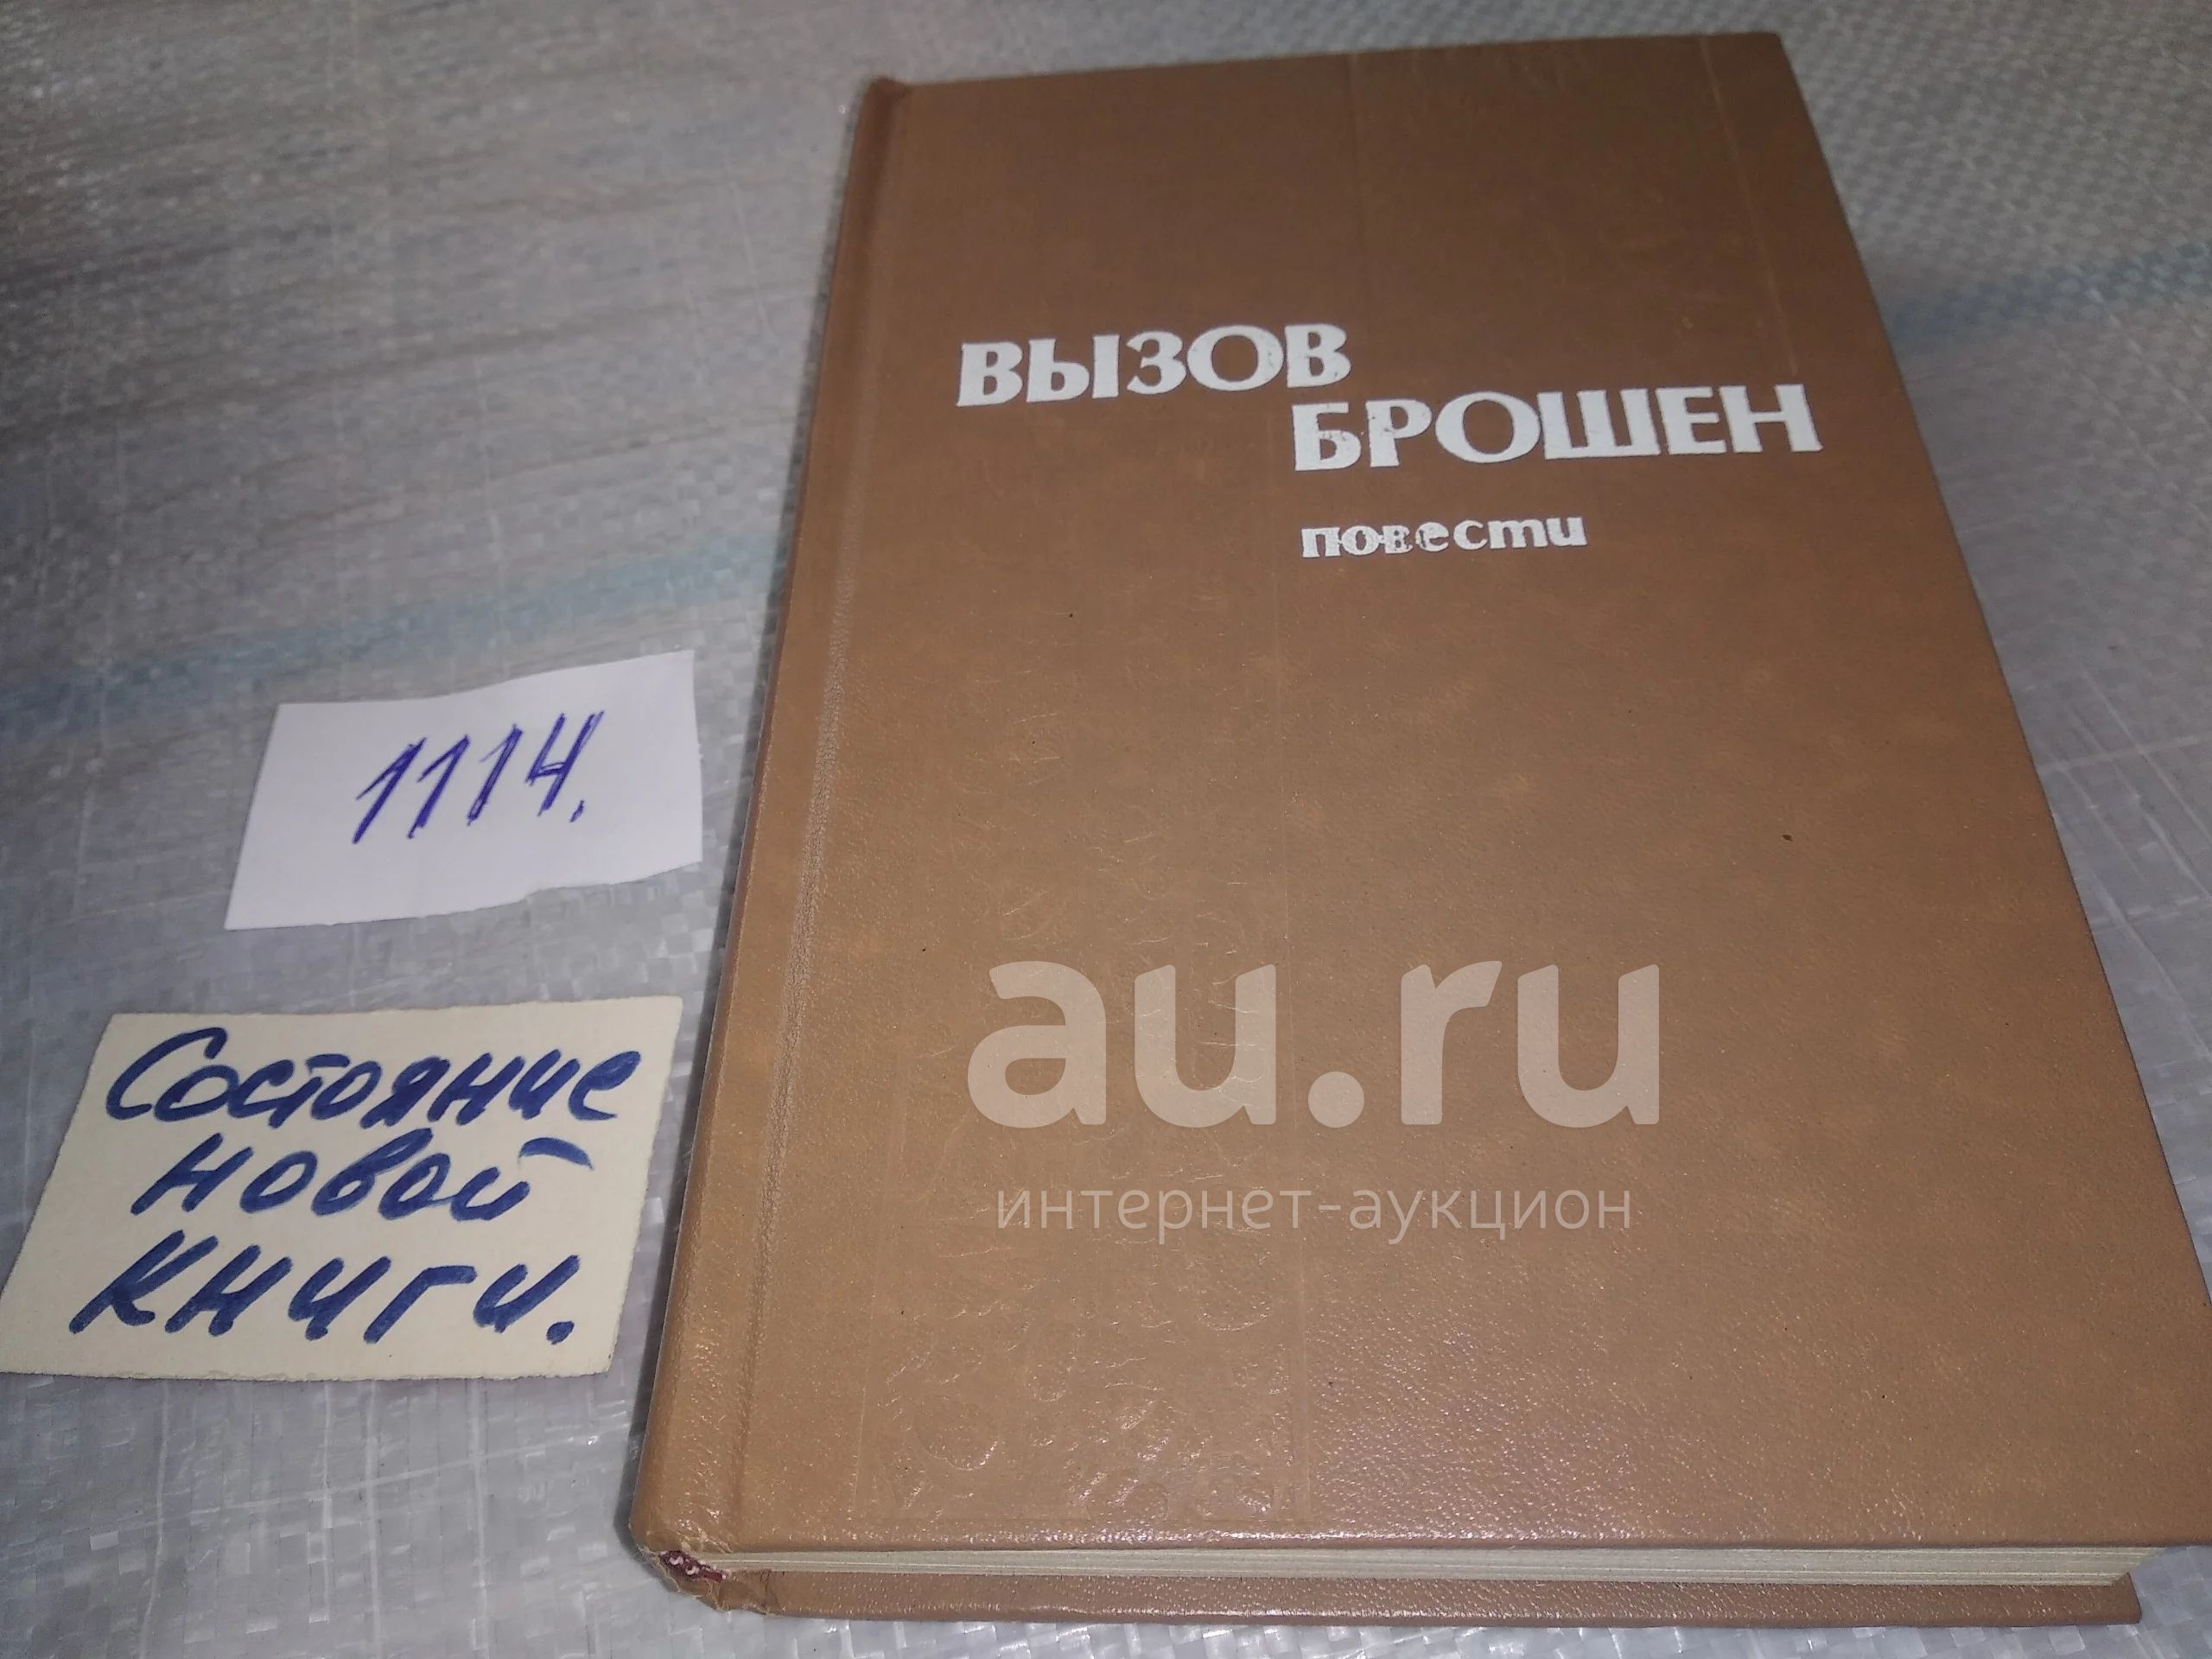 ВЫЗОВ
БРОШЕН
повести
1114.
Состояние
новой
книги.
au.ru
интернет-аукцион